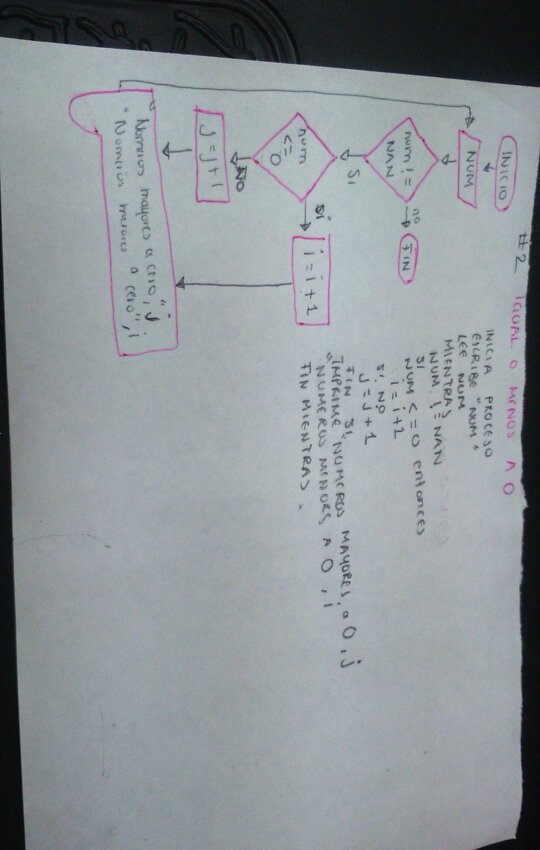 #2 IGUAL O MENOS A 0
INICIO
NUM
num !=
NAN
no
FIN
SI
num
<=
0
SI
i = i + 1
NO
J = J + 1
"Numeros mayores a cero", j
"Numeros menores a cero", i
INICIA PROCESO
ESCRIBE "NUM"
LEE NUM
MIENTRAS
NUM != NAN
SI
NUM <= 0 entonces
i = i + 1
SI NO
J = J + 1
FIN SI
"IMPRIME NUMEROS MAYORES a 0, j
"NUMEROS MENORS A 0, i
FIN MIENTRAS.